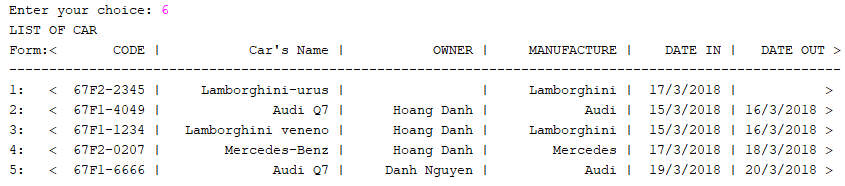 Enter your choice: 6
LIST OF CAR
Form:<       CODE |           Car's Name |           OWNER |     MANUFACTURE |    DATE IN |   DATE OUT >
--------------------------------------------------------------------------------------------------------
1:   <  67F2-2345 |     Lamborghini-urus |                 |     Lamborghini |  17/3/2018 |            >
2:   <  67F1-4049 |              Audi Q7 |      Hoang Danh |            Audi |  15/3/2018 | 16/3/2018 >
3:   <  67F1-1234 |   Lamborghini veneno |      Hoang Danh |     Lamborghini |  15/3/2018 | 16/3/2018 >
4:   <  67F2-0207 |        Mercedes-Benz |      Hoang Danh |        Mercedes |  17/3/2018 | 18/3/2018 >
5:   <  67F1-6666 |              Audi Q7 |     Danh Nguyen |            Audi |  19/3/2018 | 20/3/2018 >